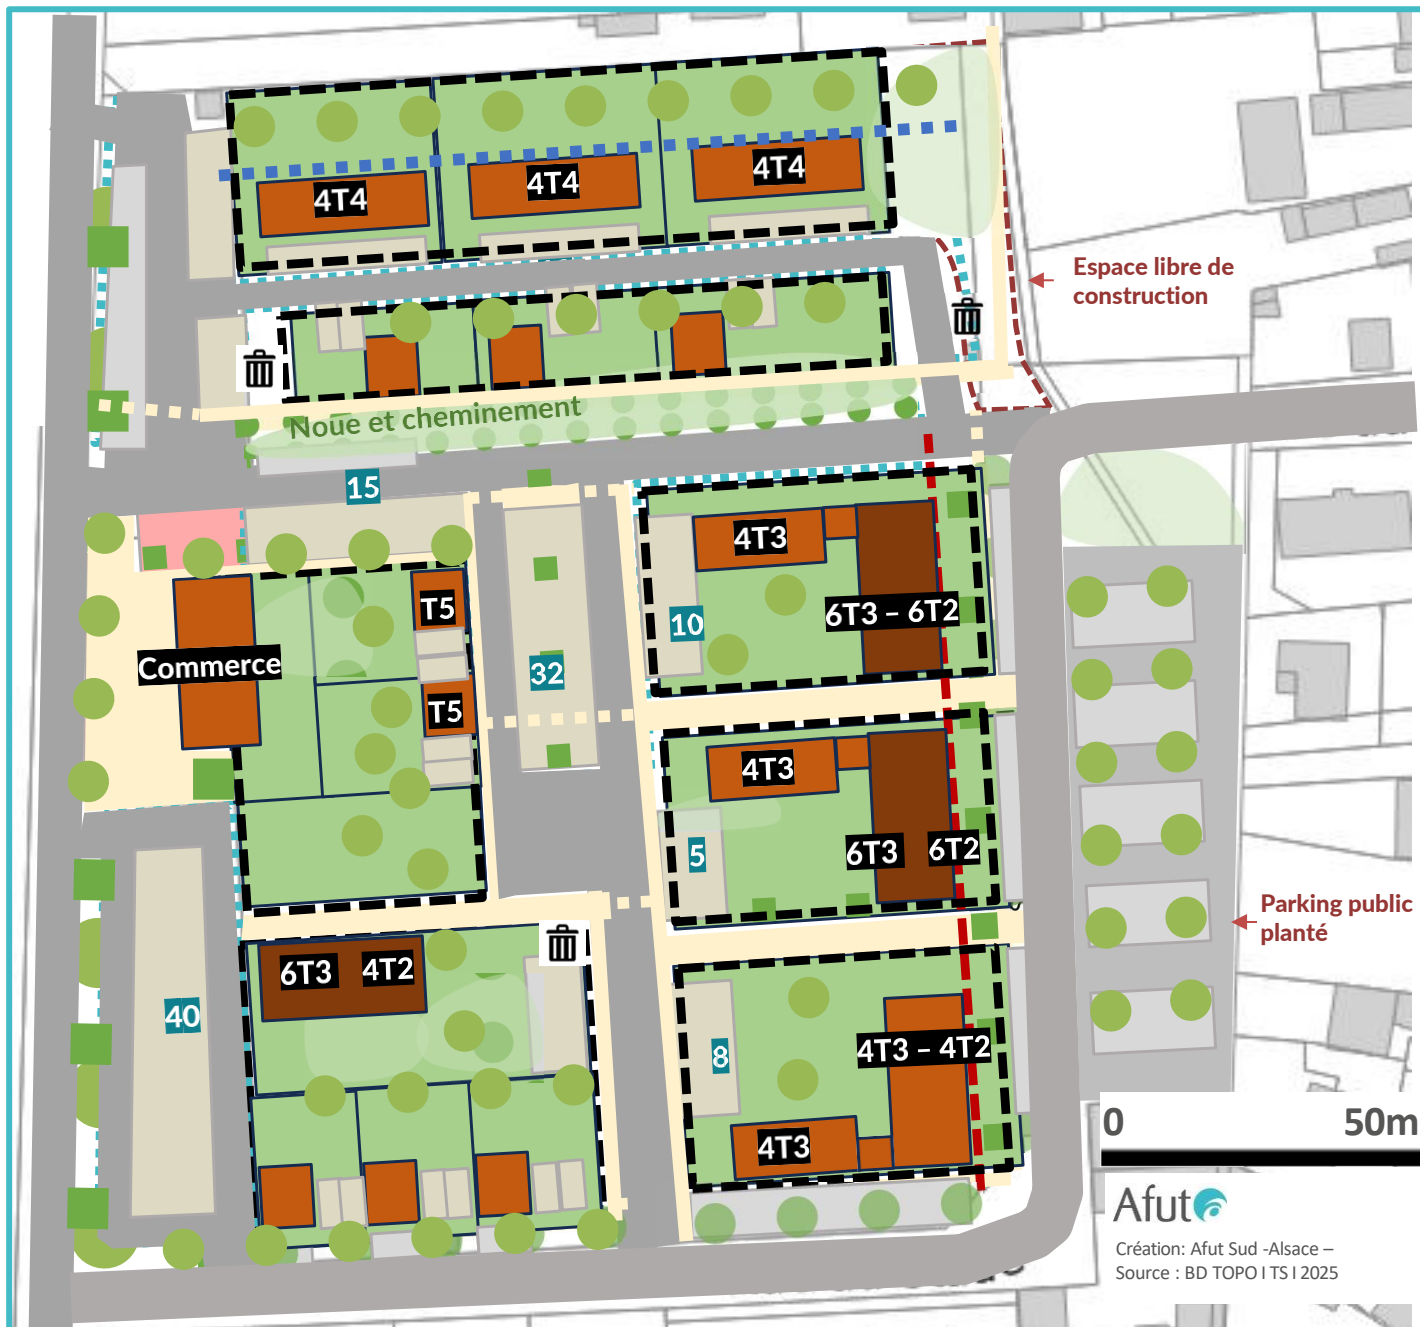 4T4
4T4
4T4
Espace libre de
construction
Noue et cheminement
15
4T3
6T3 – 6T2
10
T5
Commerce
32
T5
4T3
6T3
6T2
5
Parking public
planté
6T3
4T2
40
4T3 – 4T2
8
4T3
0
50m
Afut
Création: Afut Sud -Alsace –
Source : BD TOPO I TS I 2025